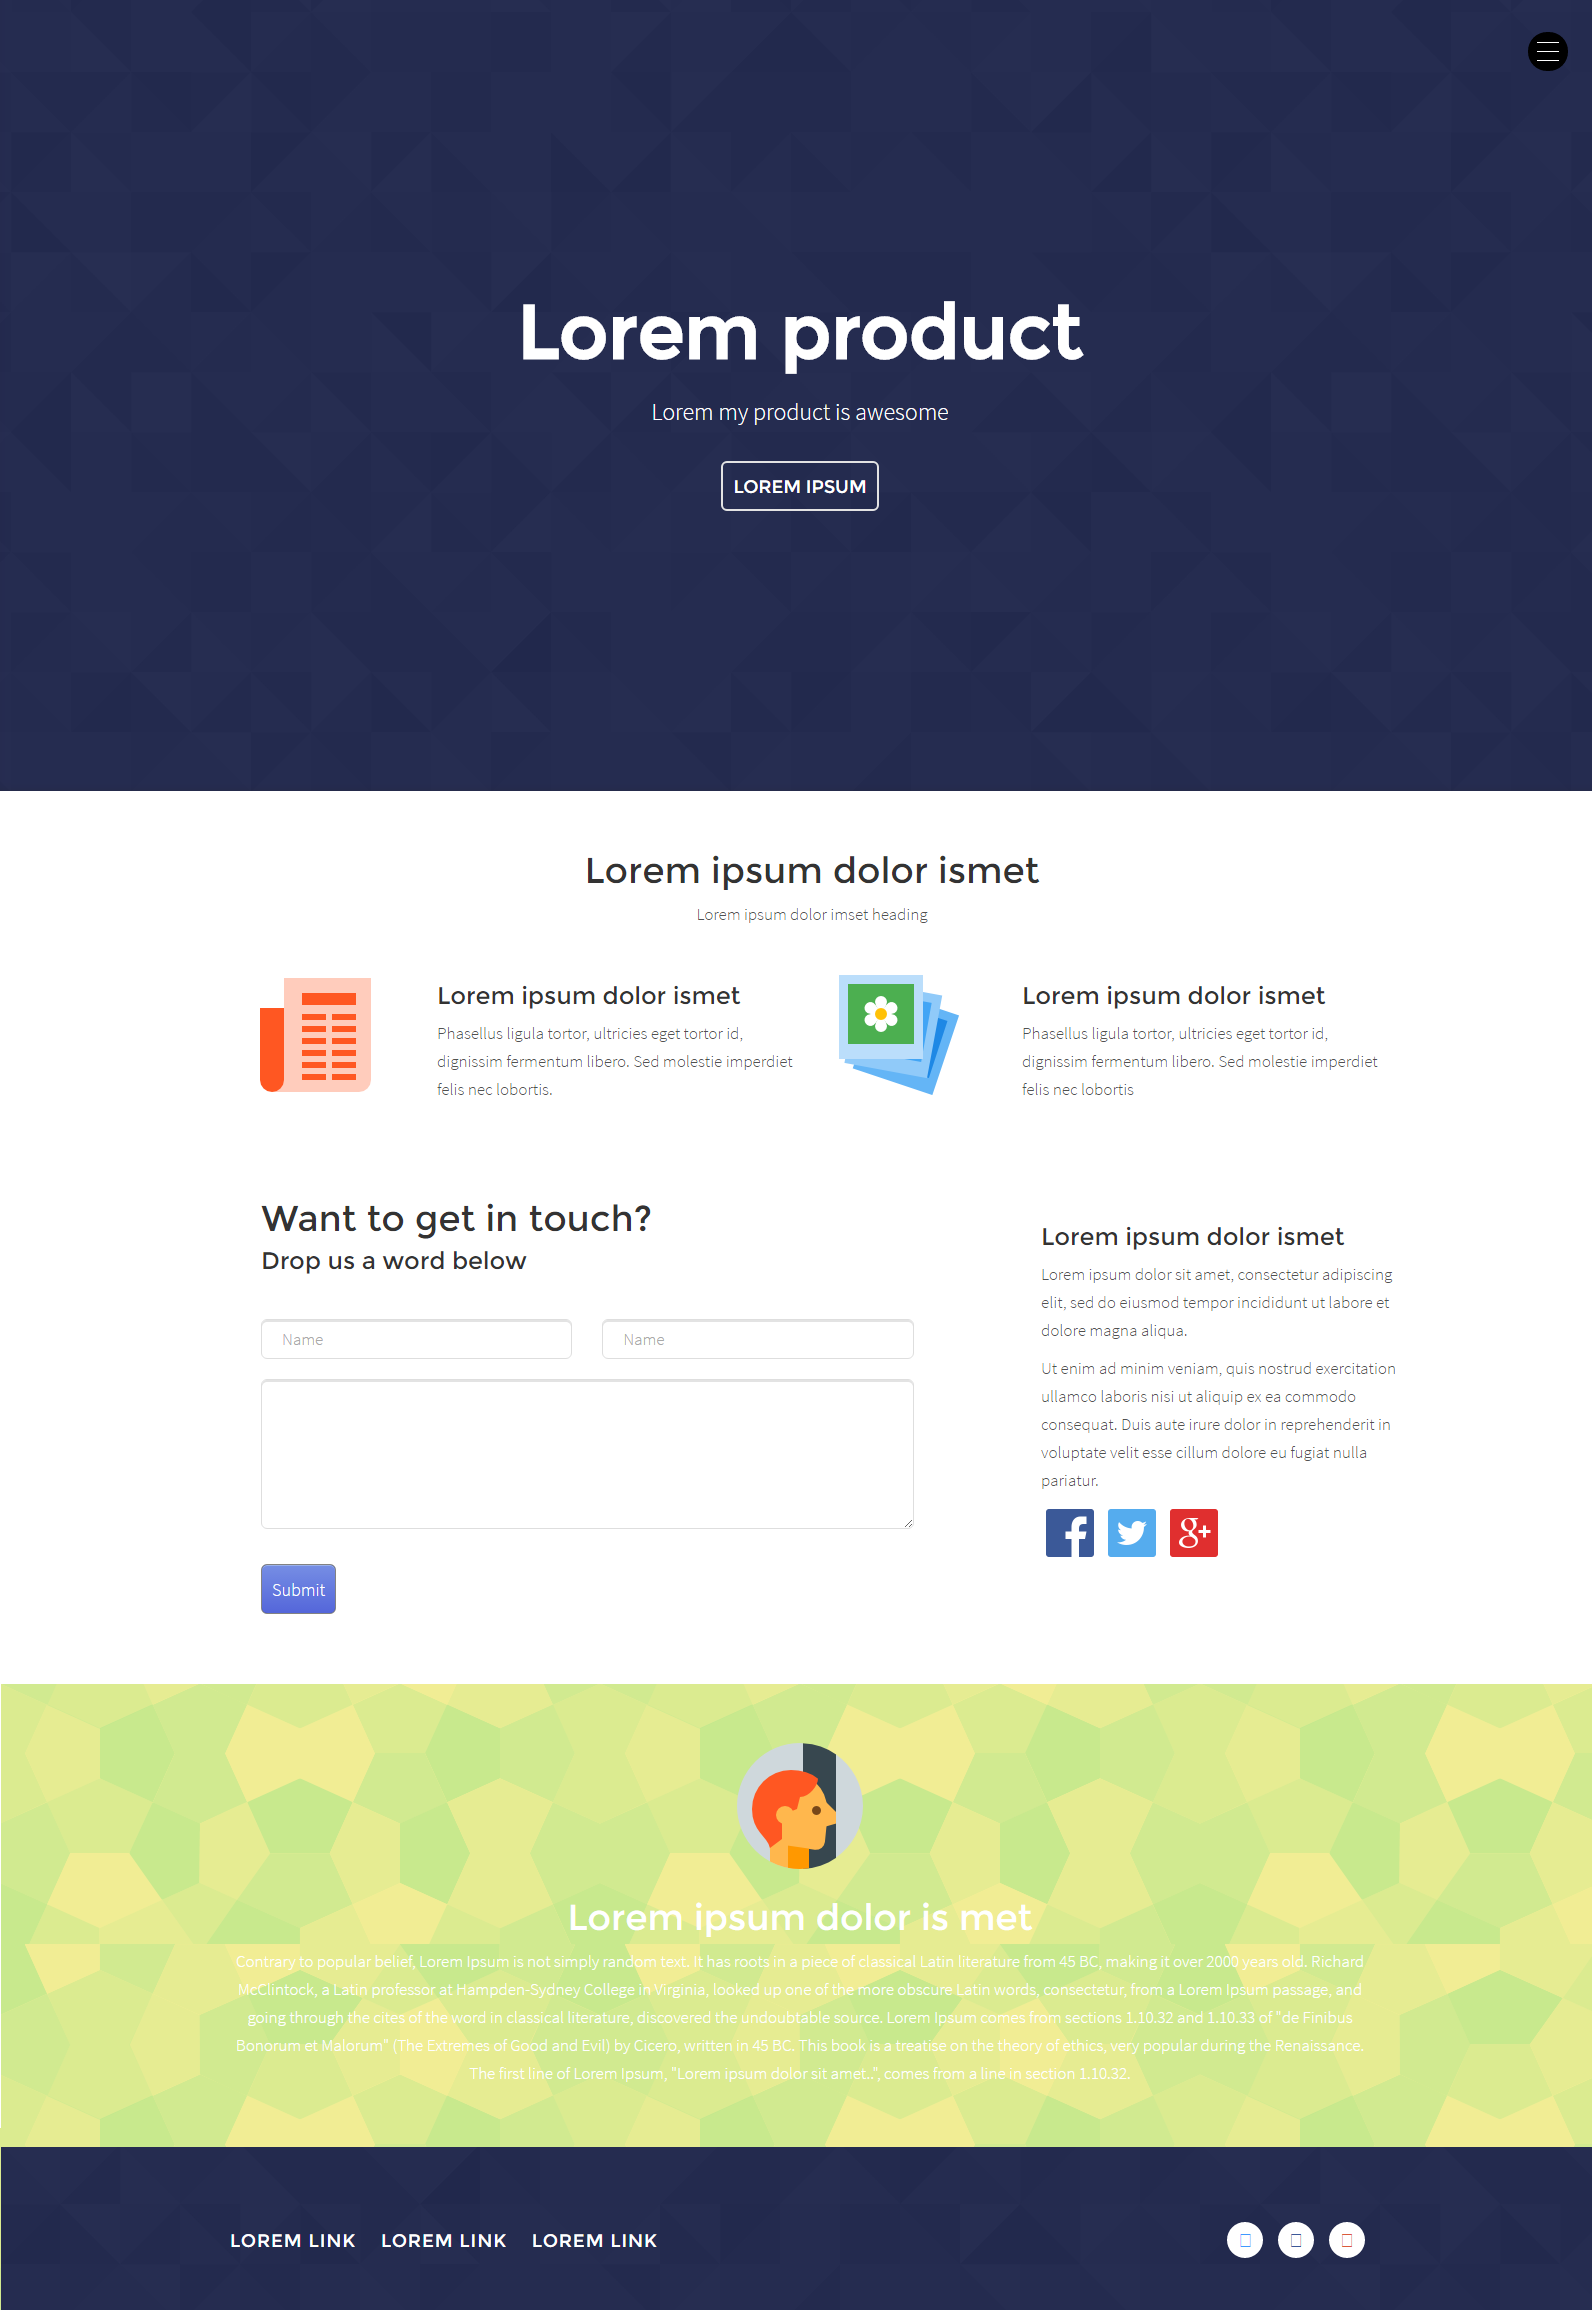 Lorem product
Lorem my product is awesome
LOREM IPSUM
Lorem ipsum dolor ismet
Lorem ipsum dolor imset heading
Lorem ipsum dolor ismet
Phasellus ligula tortor, ultricies eget tortor id,
dignissim fermentum libero. Sed molestie imperdiet
felis nec lobortis.
Lorem ipsum dolor ismet
Phasellus ligula tortor, ultricies eget tortor id,
dignissim fermentum libero. Sed molestie imperdiet
felis nec lobortis
Want to get in touch?
Drop us a word below
Name
Name
Submit
Lorem ipsum dolor ismet
Lorem ipsum dolor sit amet, consectetur adipiscing
elit, sed do eiusmod tempor incididunt ut labore et
dolore magna aliqua.
Ut enim ad minim veniam, quis nostrud exercitation
ullamco laboris nisi ut aliquip ex ea commodo
consequat. Duis aute irure dolor in reprehenderit in
voluptate velit esse cillum dolore eu fugiat nulla
pariatur.
Lorem ipsum dolor is met
Contrary to popular belief, Lorem Ipsum is not simply random text. It has roots in a piece of classical Latin literature from 45 BC, making it over 2000 years old. Richard
McClintock, a Latin professor at Hampden-Sydney College in Virginia, looked up one of the more obscure Latin words, consectetur, from a Lorem Ipsum passage, and
going through the cites of the word in classical literature, discovered the undoubtable source. Lorem Ipsum comes from sections 1.10.32 and 1.10.33 of "de Finibus
Bonorum et Malorum" (The Extremes of Good and Evil) by Cicero, written in 45 BC. This book is a treatise on the theory of ethics, very popular during the Renaissance.
The first line of Lorem Ipsum, "Lorem ipsum dolor sit amet..", comes from a line in section 1.10.32.
LOREM LINK LOREM LINK LOREM LINK